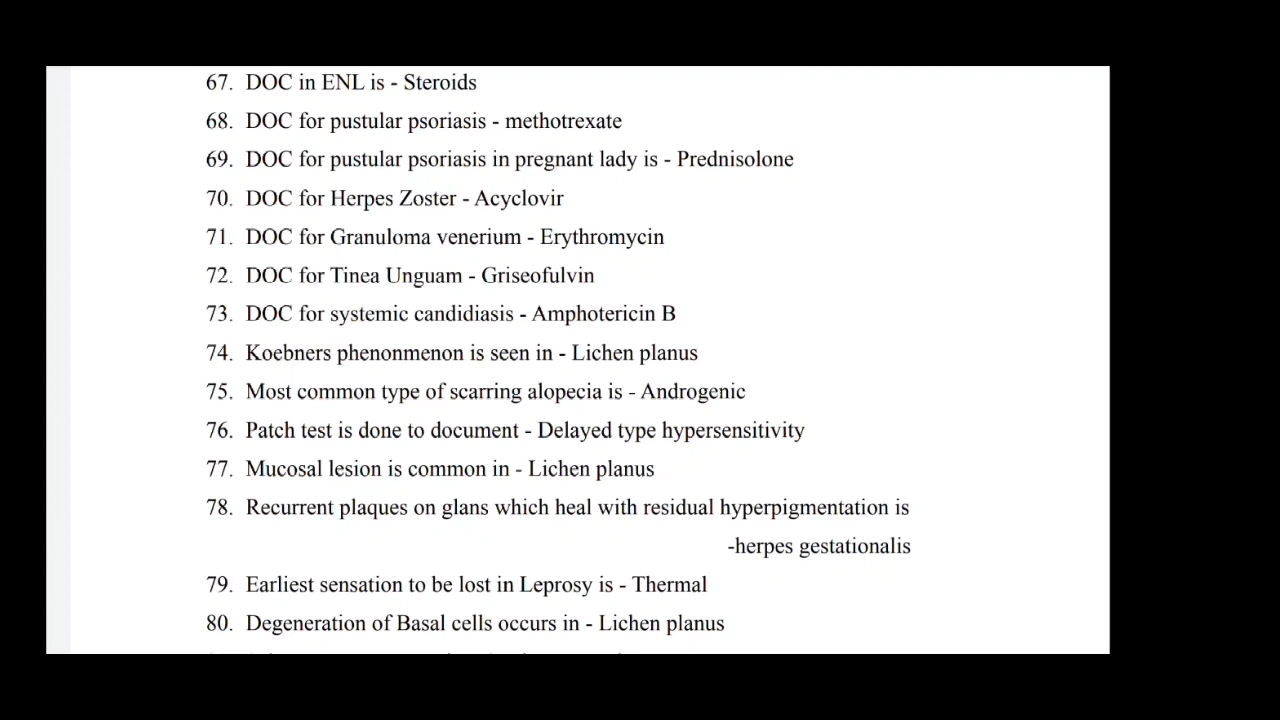 67. DOC in ENL is - Steroids
68. DOC for pustular psoriasis - methotrexate
69. DOC for pustular psoriasis in pregnant lady is - Prednisolone
70. DOC for Herpes Zoster - Acyclovir
71. DOC for Granuloma venerium - Erythromycin
72. DOC for Tinea Unguam - Griseofulvin
73. DOC for systemic candidiasis - Amphotericin B
74. Koebners phenonmenon is seen in - Lichen planus
75. Most common type of scarring alopecia is - Androgenic
76. Patch test is done to document - Delayed type hypersensitivity
77. Mucosal lesion is common in - Lichen planus
78. Recurrent plaques on glans which heal with residual hyperpigmentation is
-herpes gestationalis
79. Earliest sensation to be lost in Leprosy is - Thermal
80. Degeneration of Basal cells occurs in - Lichen planus